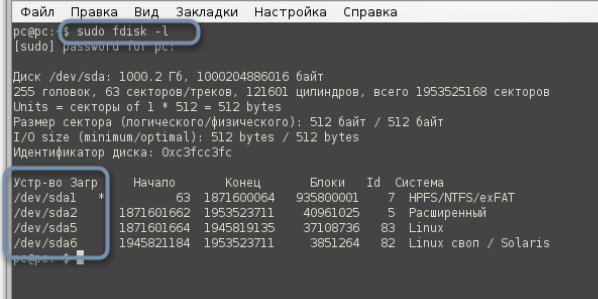 Файл Правка Вид Закладки Настройка Справка
pc@pc:~$ sudo fdisk -l
[sudo] password for pc:
Диск /dev/sda: 1000.2 Гб, 1000204886016 байт
255 головок, 63 секторов/треков, 121601 цилиндров, всего 1953525168 секторов
Units = секторы of 1 * 512 = 512 bytes
Размер сектора (логического/физического): 512 байт / 512 байт
I/O size (minimum/optimal): 512 bytes / 512 bytes
Идентификатор диска: 0xc3fcc3fc
Устр-во Загр Начало Конец Блоки Id Система
/dev/sda1 * 63 1871600064 935800001 7 HPFS/NTFS/exFAT
/dev/sda2 1871601662 1953523711 40961025 5 Расширенный
/dev/sda5 1871601664 1945819135 37108736 83 Linux
/dev/sda6 1945821184 1953523711 3851264 82 Linux своп / Solaris
pc@pc:~$